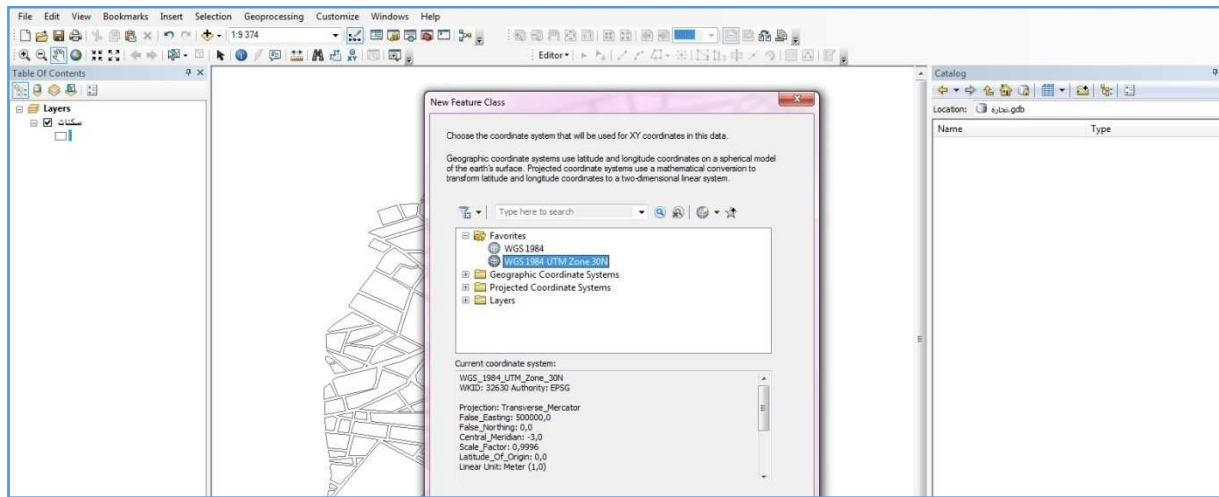 File Edit View Bookmarks Insert Selection Geoprocessing Customize Windows Help
1:9 374
Editor
Table Of Contents
Layers
سكنات
New Feature Class
Choose the coordinate system that will be used for XY coordinates in this data.
Geographic coordinate systems use latitude and longitude coordinates on a spherical model
of the earth's surface. Projected coordinate systems use a mathematical conversion to
transform latitude and longitude coordinates to a two-dimensional linear system.
Type here to search
Favorites
WGS 1984
WGS 1984 UTM Zone 30N
Geographic Coordinate Systems
Projected Coordinate Systems
Layers
Current coordinate system:
WGS_1984_UTM_Zone_30N
WKID: 32630 Authority: EPSG
Projection: Transverse_Mercator
False_Easting: 500000,0
False_Northing: 0,0
Central_Meridian: -3,0
Scale_Factor: 0,9996
Latitude_Of_Origin: 0,0
Linear Unit: Meter (1,0)
Catalog
Location: تجارة.gdb
Name Type